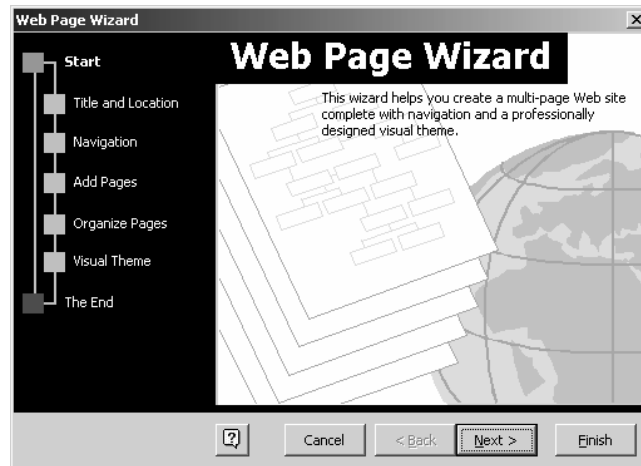 Web Page Wizard
Start
Title and Location
Navigation
Add Pages
Organize Pages
Visual Theme
The End
Web Page Wizard
This wizard helps you create a multi-page Web site
complete with navigation and a professionally
designed visual theme.
Cancel
< Back
Next >
Finish